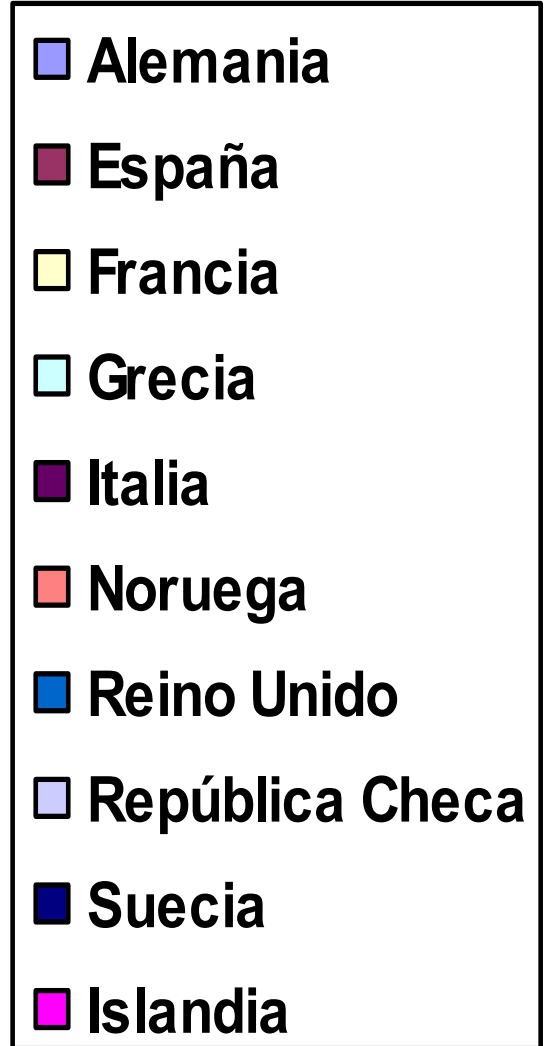 Alemania
España
Francia
Grecia
Italia
Noruega
Reino Unido
República Checa
Suecia
Islandia